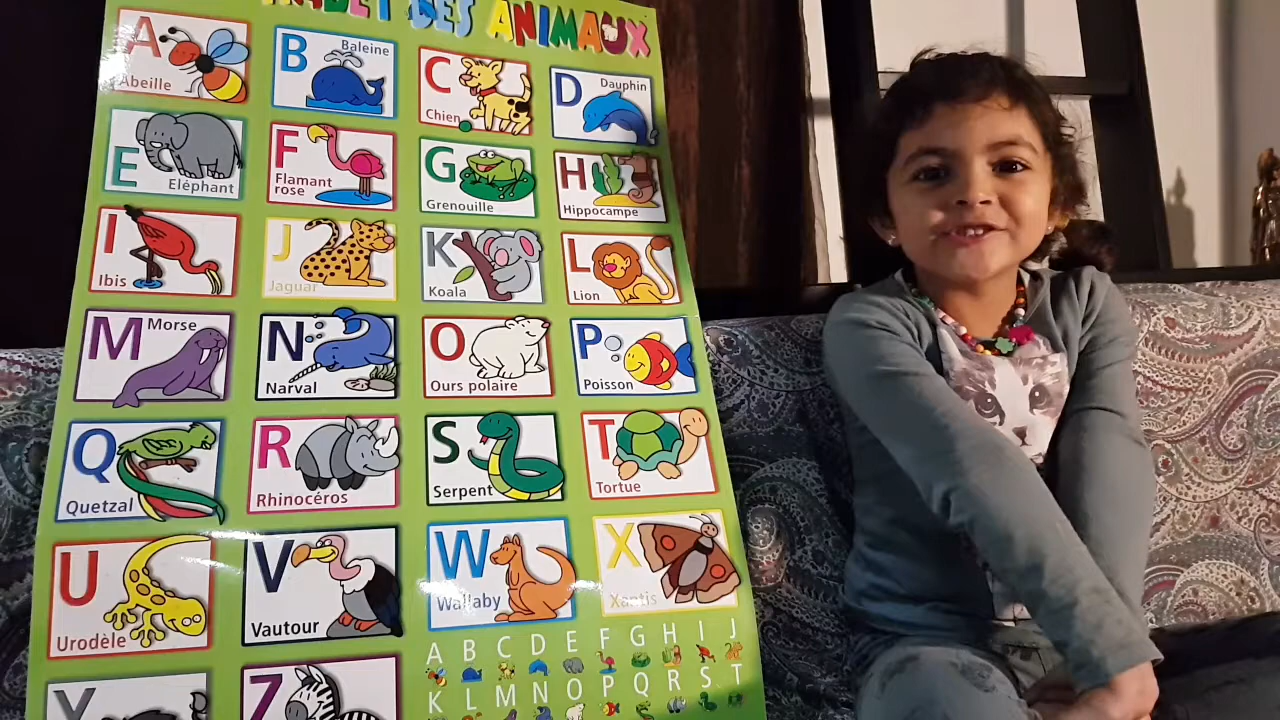 DES ANIMAUX
A
Abeille
B
Baleine
C
Chien
D
Dauphin
E
Eléphant
F
Flamant
rose
G
Grenouille
H
Hippocampe
I
Ibis
J
Jaguar
K
Koala
L
Lion
M
Morse
N
Narval
O
Ours polaire
P
Poisson
Q
Quetzal
R
Rhinocéros
S
Serpent
T
Tortue
U
Urodèle
V
Vautour
W
Wallaby
X
Xantis
Y
Z
A B C D E F G H I J
K L M N O P Q R S T